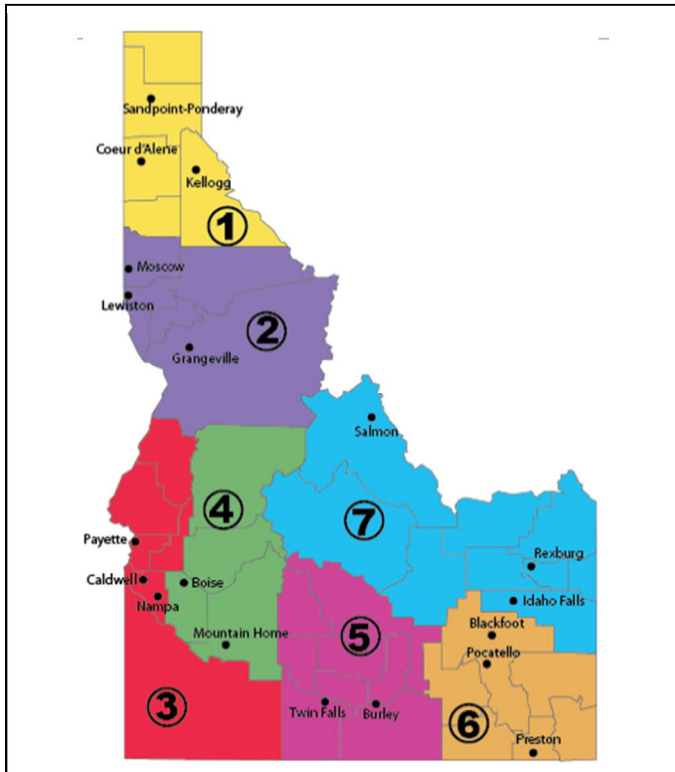 Sandpoint-Ponderay
Coeur d'Alene
Kellogg
1
Moscow
Lewiston
2
Grangeville
Salmon
4
7
Payette
Rexburg
Caldwell
Boise
Nampa
Idaho Falls
Blackfoot
Mountain Home
5
Pocatello
3
Twin Falls
Burley
6
Preston